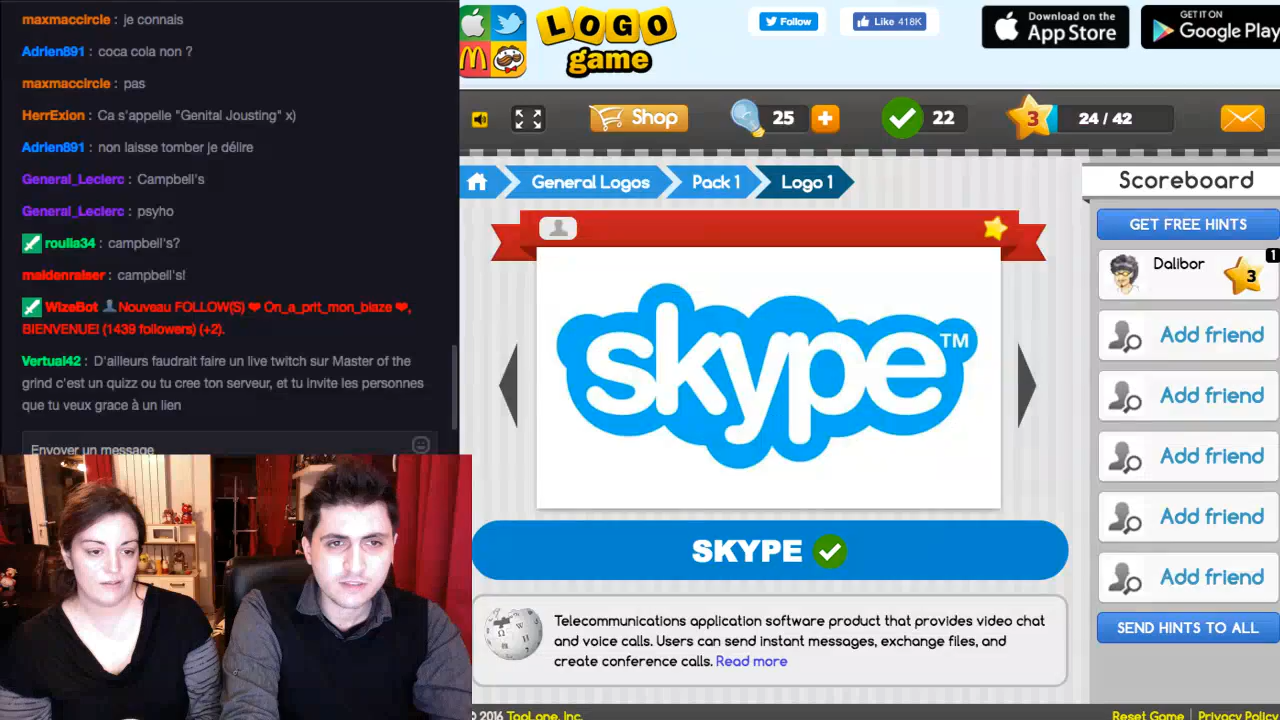 maxmaccircle : je connais
Adrien891 : coca cola non ?
maxmaccircle : pas
HerrExion : Ca s'appelle "Genital Jousting" x)
Adrien891 : non laisse tomber je délire
General_Leclerc : Campbell's
General_Leclerc : psyho
roulia34 : campbell's?
maidenraiser : campbell's!
WizeBot Nouveau FOLLOW(S) ❤ On_a_pr!t_mon_blaze ❤,
BIENVENUE! (1439 followers) (+2).
Vertual42 : D'ailleurs faudrait faire un live twitch sur Master of the
grind c'est un quizz ou tu cree ton serveur, et tu invite les personnes
que tu veux grace à un lien
Envoyer un message
LOGO
game
Follow
Like 418K
Download on the
App Store
GET IT ON
Google Play
Shop
25
22
3
24 / 42
General Logos
Pack 1
Logo 1
skype™
SKYPE
Telecommunications application software product that provides video chat
and voice calls. Users can send instant messages, exchange files, and
create conference calls. Read more
Scoreboard
GET FREE HINTS
1
Dalibor
3
Add friend
Add friend
Add friend
Add friend
Add friend
SEND HINTS TO ALL
© 2016 TapLane, Inc.
Reset Game | Privacy Policy